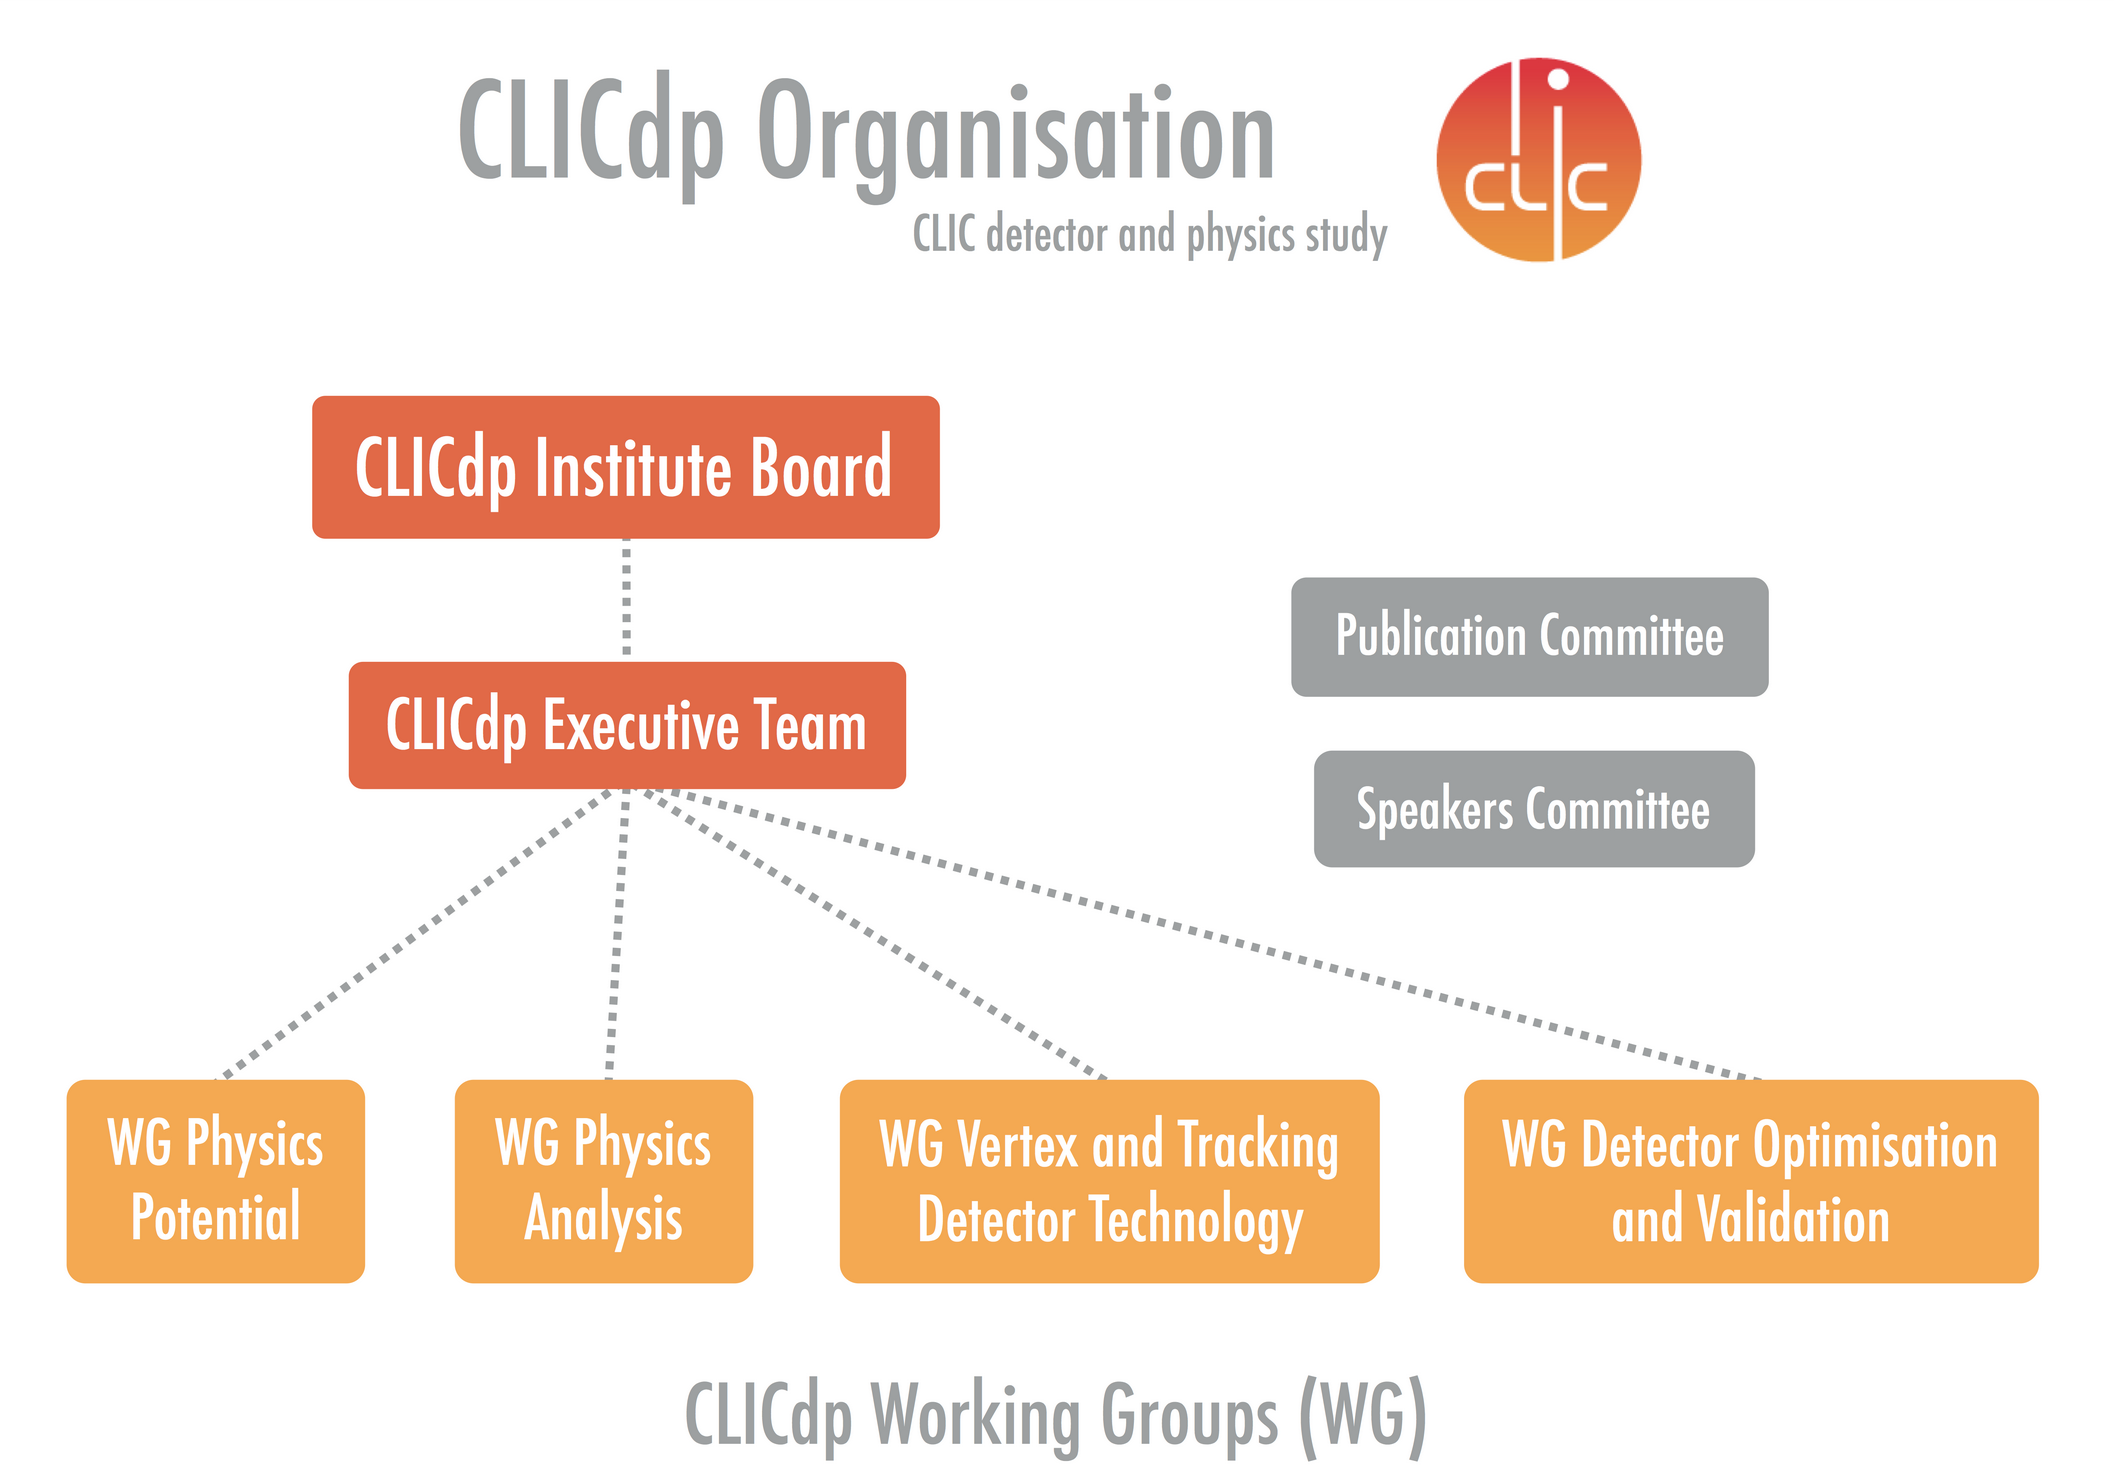 CLICdp Organisation
clic
CLIC detector and physics study
CLICdp Institute Board
Publication Committee
CLICdp Executive Team
Speakers Committee
WG Physics
Potential
WG Physics
Analysis
WG Vertex and Tracking
Detector Technology
WG Detector Optimisation
and Validation
CLICdp Working Groups (WG)